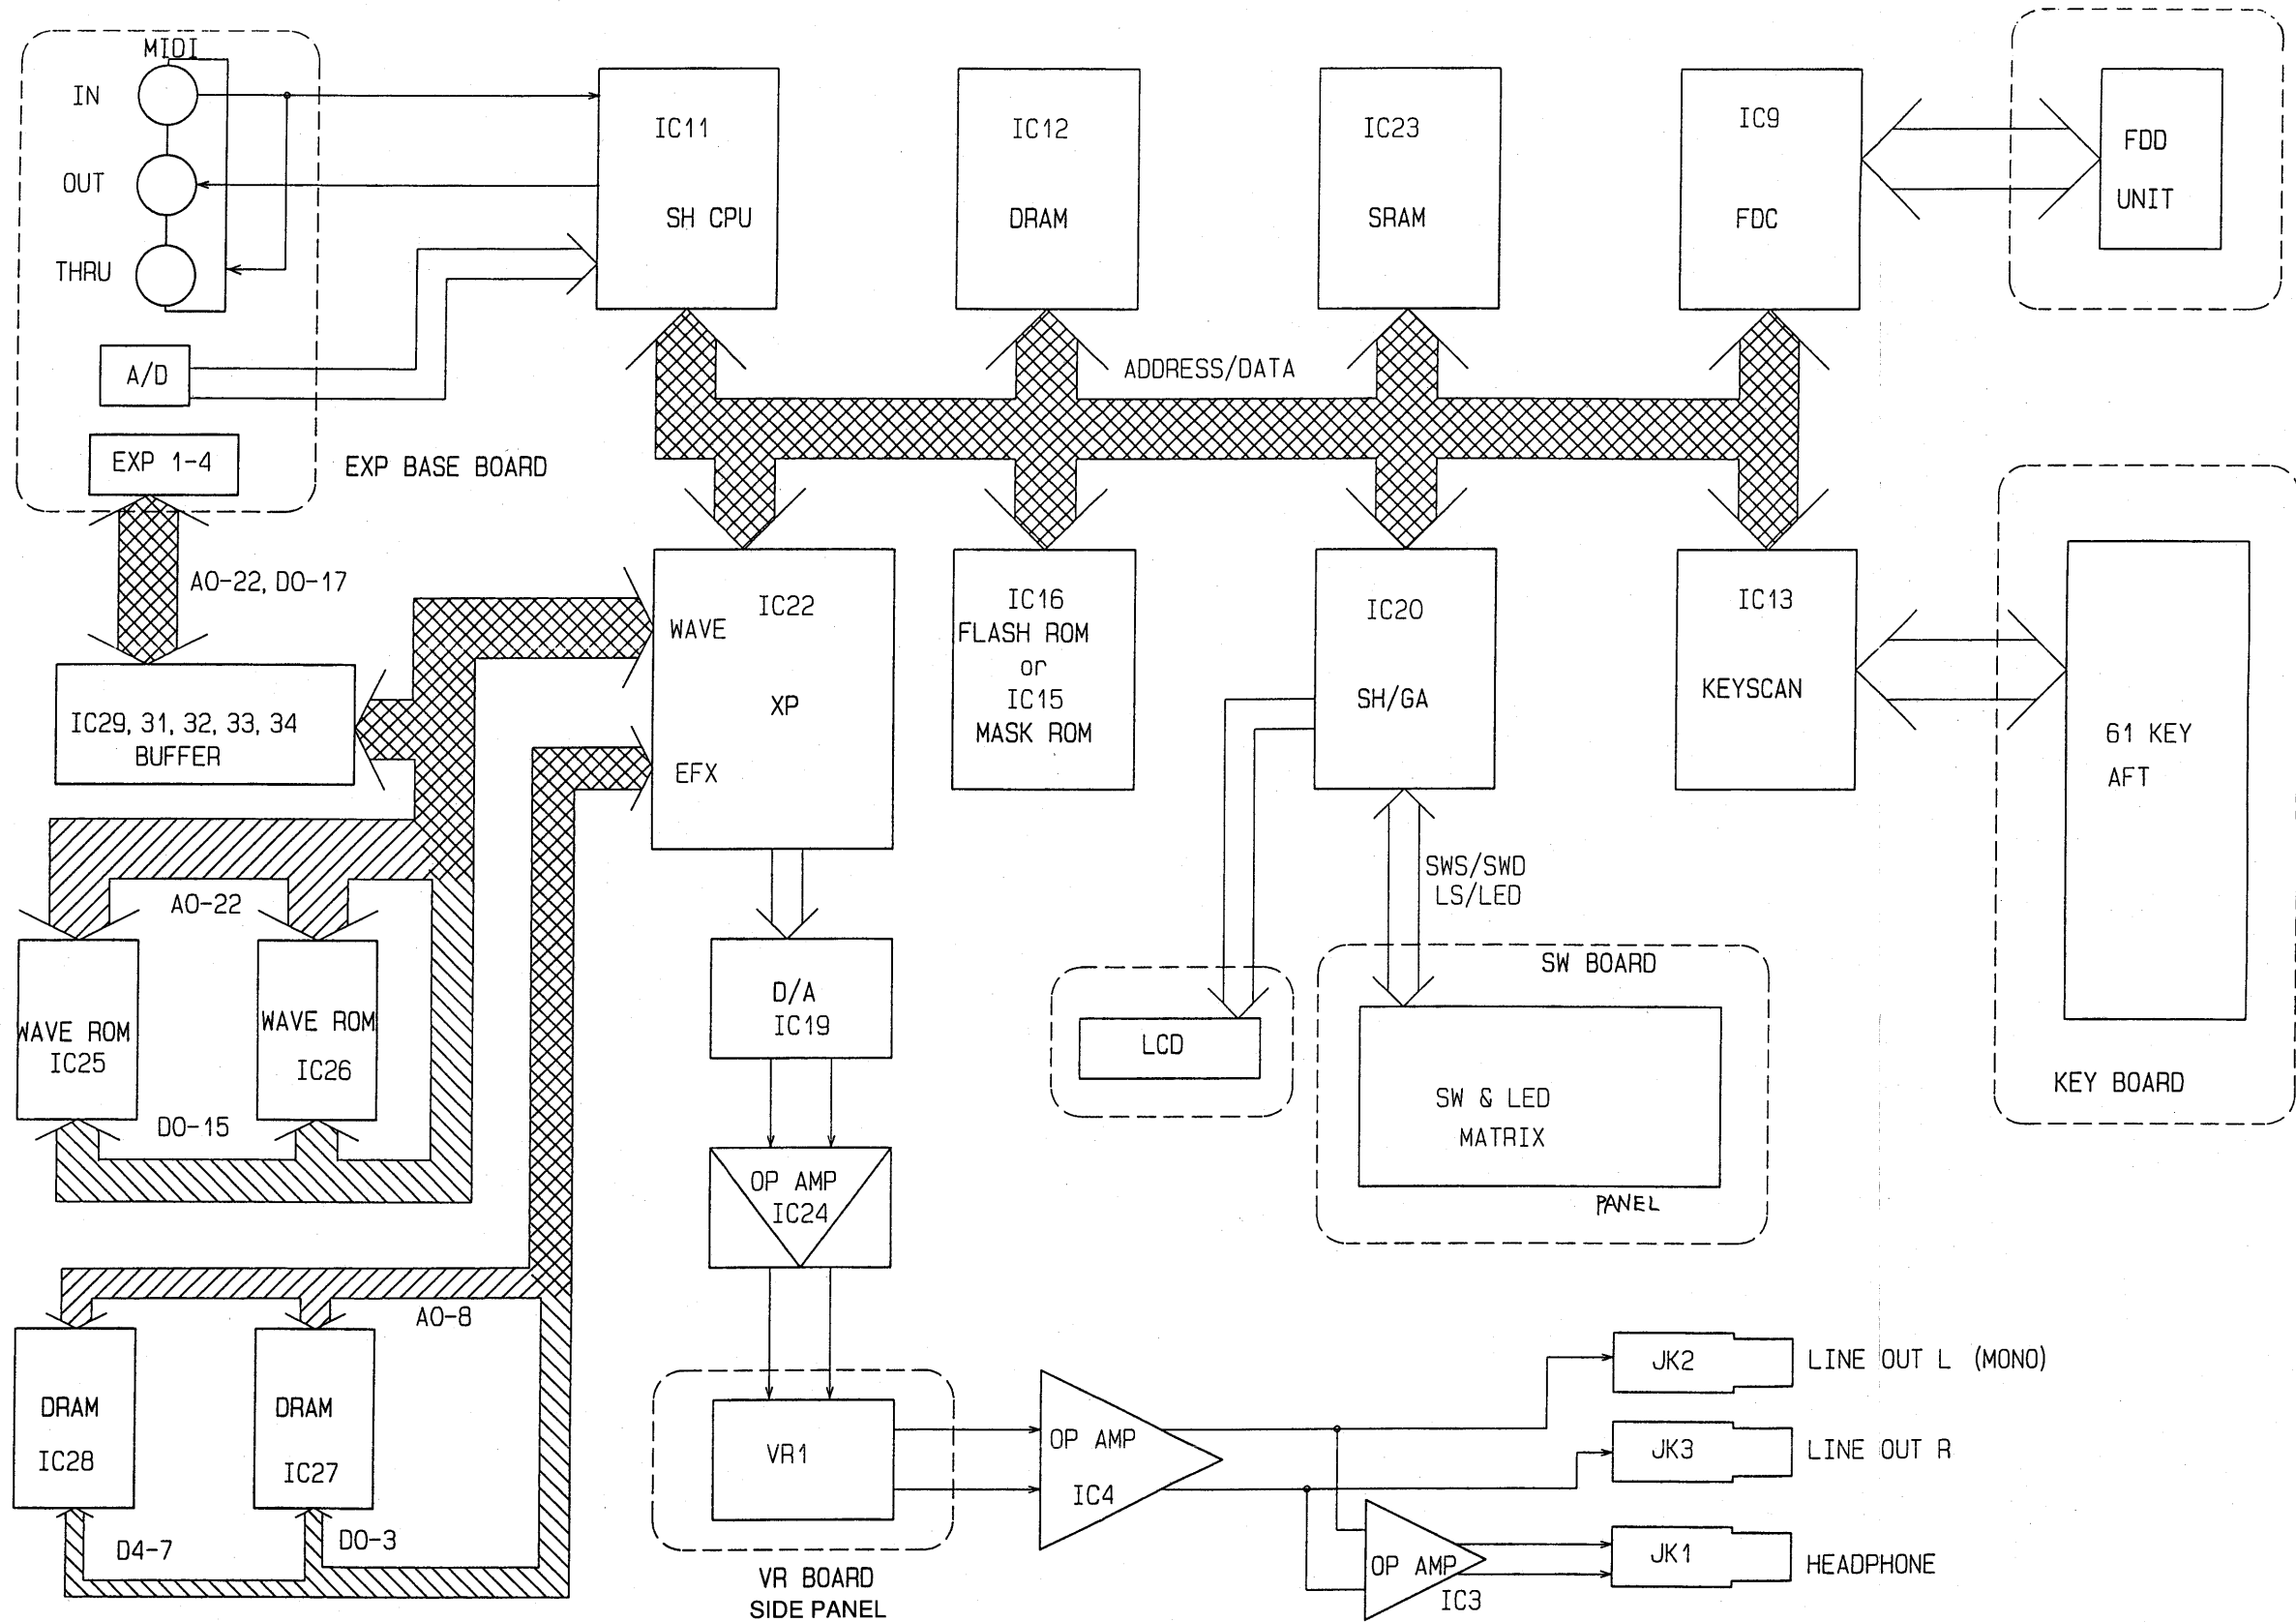 MIDI
IN
OUT
THRU
A/D
EXP 1-4
EXP BASE BOARD
IC11
SH CPU
IC12
DRAM
IC23
SRAM
IC9
FDC
FDD
UNIT
ADDRESS/DATA
A0-22, D0-17
IC29, 31, 32, 33, 34
BUFFER
WAVE
IC22
XP
EFX
IC16
FLASH ROM
or
IC15
MASK ROM
IC20
SH/GA
IC13
KEYSCAN
61 KEY
AFT
KEY BOARD
SWS/SWD
LS/LED
A0-22
WAVE ROM
IC25
WAVE ROM
IC26
D0-15
D/A
IC19
LCD
SW BOARD
SW & LED
MATRIX
PANEL
OP AMP
IC24
A0-8
DRAM
IC28
DRAM
IC27
D4-7
D0-3
VR1
VR BOARD
SIDE PANEL
OP AMP
IC4
JK2
LINE OUT L (MONO)
JK3
LINE OUT R
OP AMP
IC3
JK1
HEADPHONE